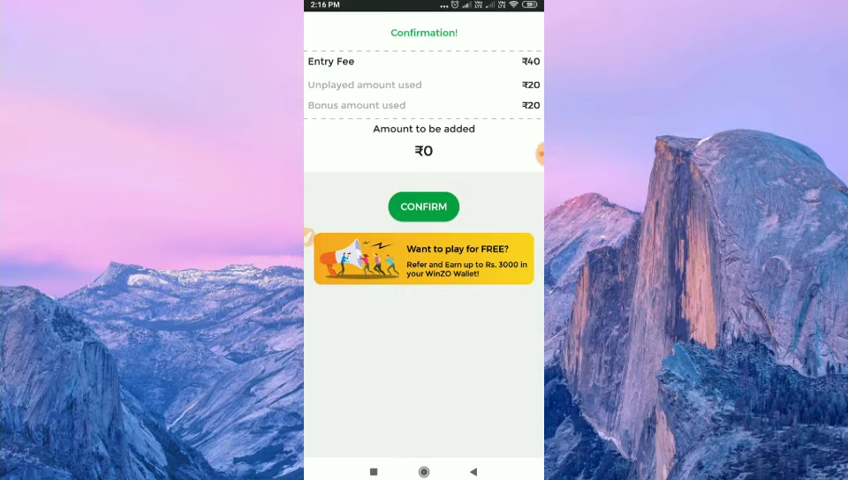 2:16 PM
Confirmation!
Entry Fee ₹40
Unplayed amount used ₹20
Bonus amount used ₹20
Amount to be added
₹0
CONFIRM
Want to play for FREE?
Refer and Earn up to Rs. 3000 in
your WinZO Wallet!